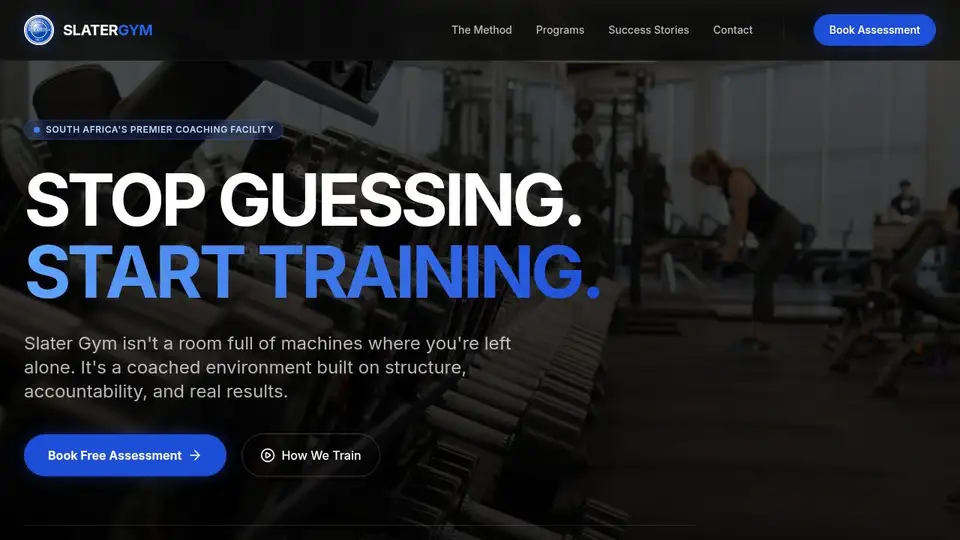 SLATERGYM
The Method
Programs
Success Stories
Contact
Book Assessment
SOUTH AFRICA'S PREMIER COACHING FACILITY
STOP GUESSING.
START TRAINING.
Slater Gym isn't a room full of machines where you're left
alone. It's a coached environment built on structure,
accountability, and real results.
Book Free Assessment
How We Train